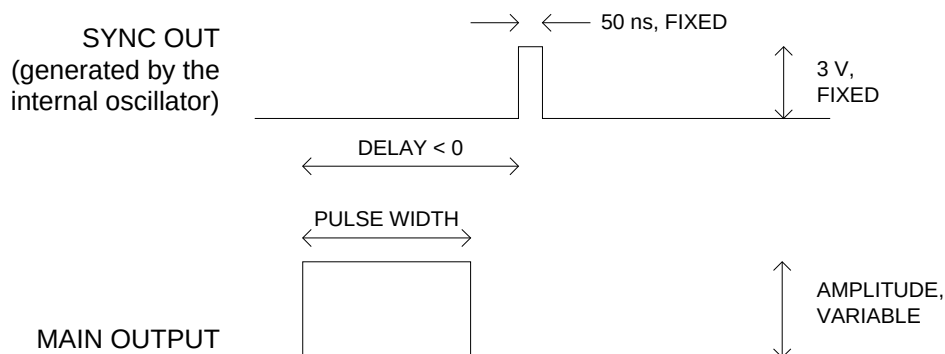 50 ns, FIXED
SYNC OUT
(generated by the
internal oscillator)
3 V,
FIXED
DELAY < 0
PULSE WIDTH
AMPLITUDE,
VARIABLE
MAIN OUTPUT